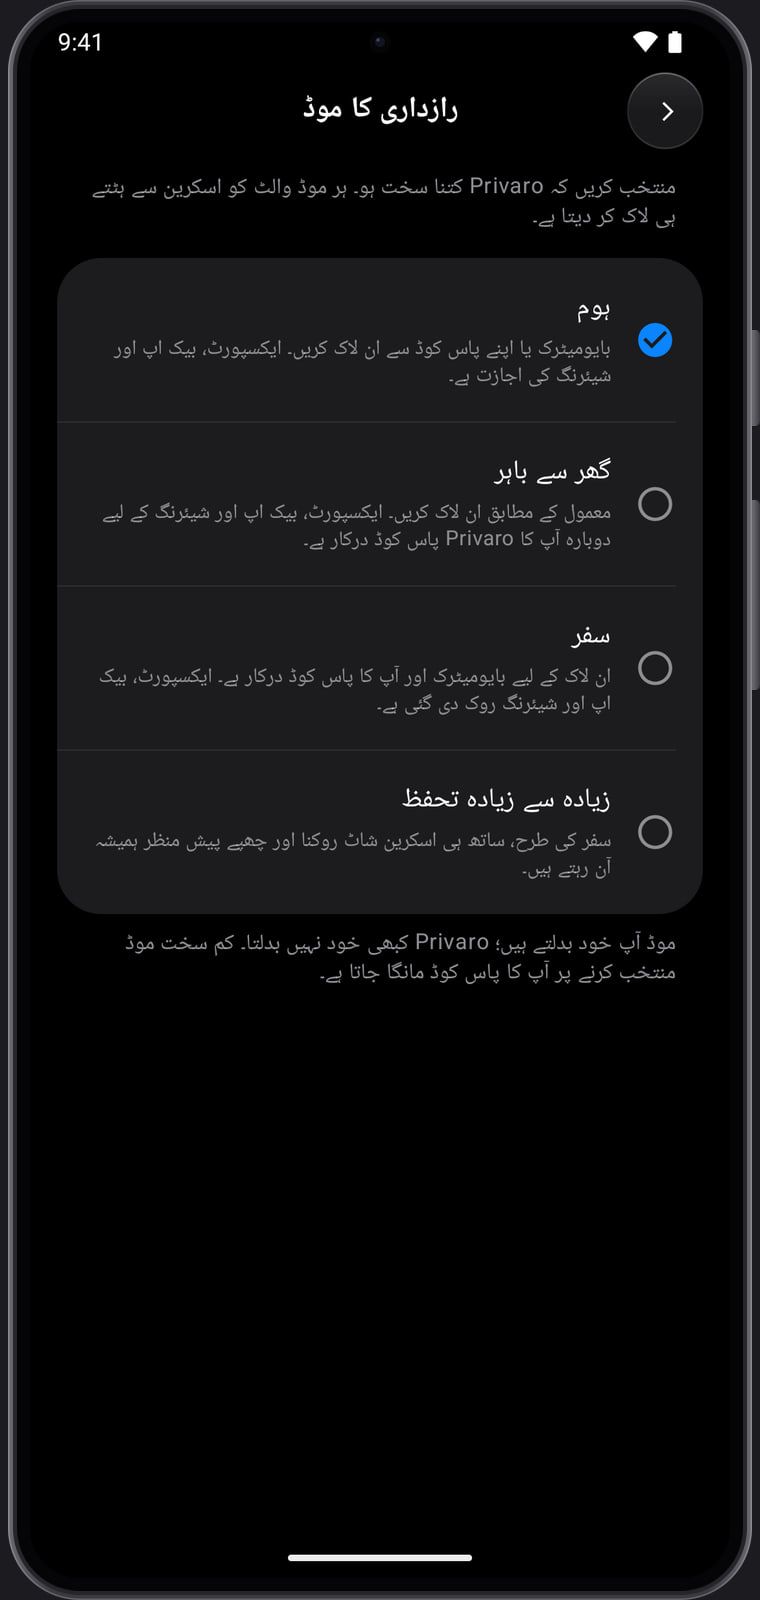 9:41
رازداری کا موڈ
منتخب کریں کہ Privaro کتنا سخت ہو۔ ہر موڈ والٹ کو اسکرین سے ہٹتے
ہی لاک کر دیتا ہے۔
ہوم
بایومیٹرک یا اپنے پاس کوڈ سے ان لاک کریں۔ ایکسپورٹ، بیک اپ اور
شیئرنگ کی اجازت ہے۔
گھر سے باہر
معمول کے مطابق ان لاک کریں۔ ایکسپورٹ، بیک اپ اور شیئرنگ کے لیے
دوبارہ آپ کا Privaro پاس کوڈ درکار ہے۔
سفر
ان لاک کے لیے بایومیٹرک اور آپ کا پاس کوڈ درکار ہے۔ ایکسپورٹ، بیک
اپ اور شیئرنگ روک دی گئی ہے۔
زیادہ سے زیادہ تحفظ
سفر کی طرح، ساتھ ہی اسکرین شاٹ روکنا اور چھپے پیش منظر ہمیشہ
آن رہتے ہیں۔
موڈ آپ خود بدلتے ہیں؛ Privaro کبھی خود نہیں بدلتا۔ کم سخت موڈ
منتخب کرنے پر آپ کا پاس کوڈ مانگا جاتا ہے۔